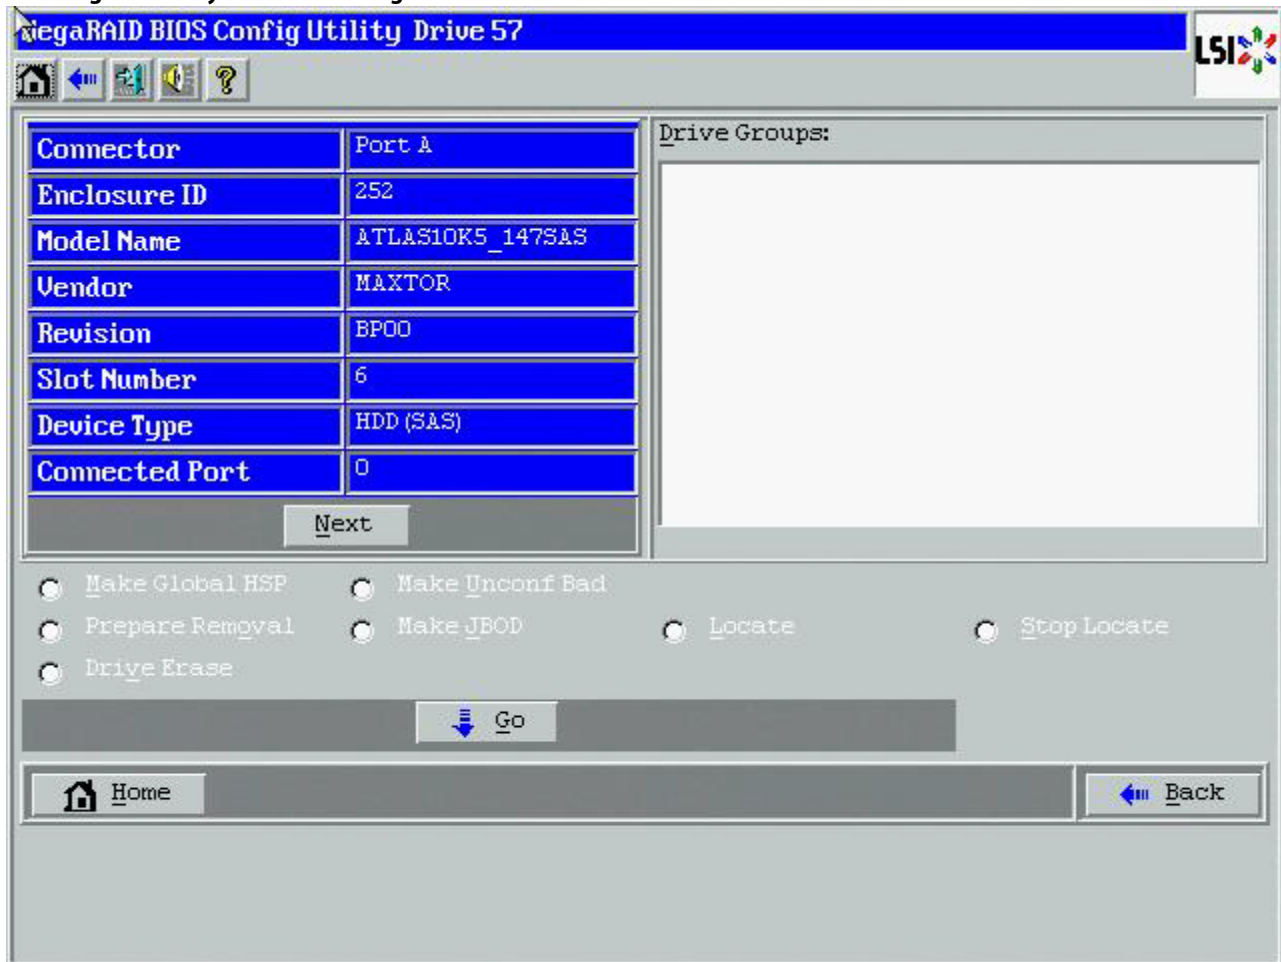 MegaRAID BIOS Config Utility Drive 57
LSI
Connector Port A
Enclosure ID 252
Model Name ATLAS10K5_147SAS
Vendor MAXTOR
Revision BP00
Slot Number 6
Device Type HDD(SAS)
Connected Port 0
Next
Drive Groups:
Make Global HSP Make Unconf Bad
Prepare Removal Make JBOD Locate Stop Locate
Drive Erase
Go
Home Back